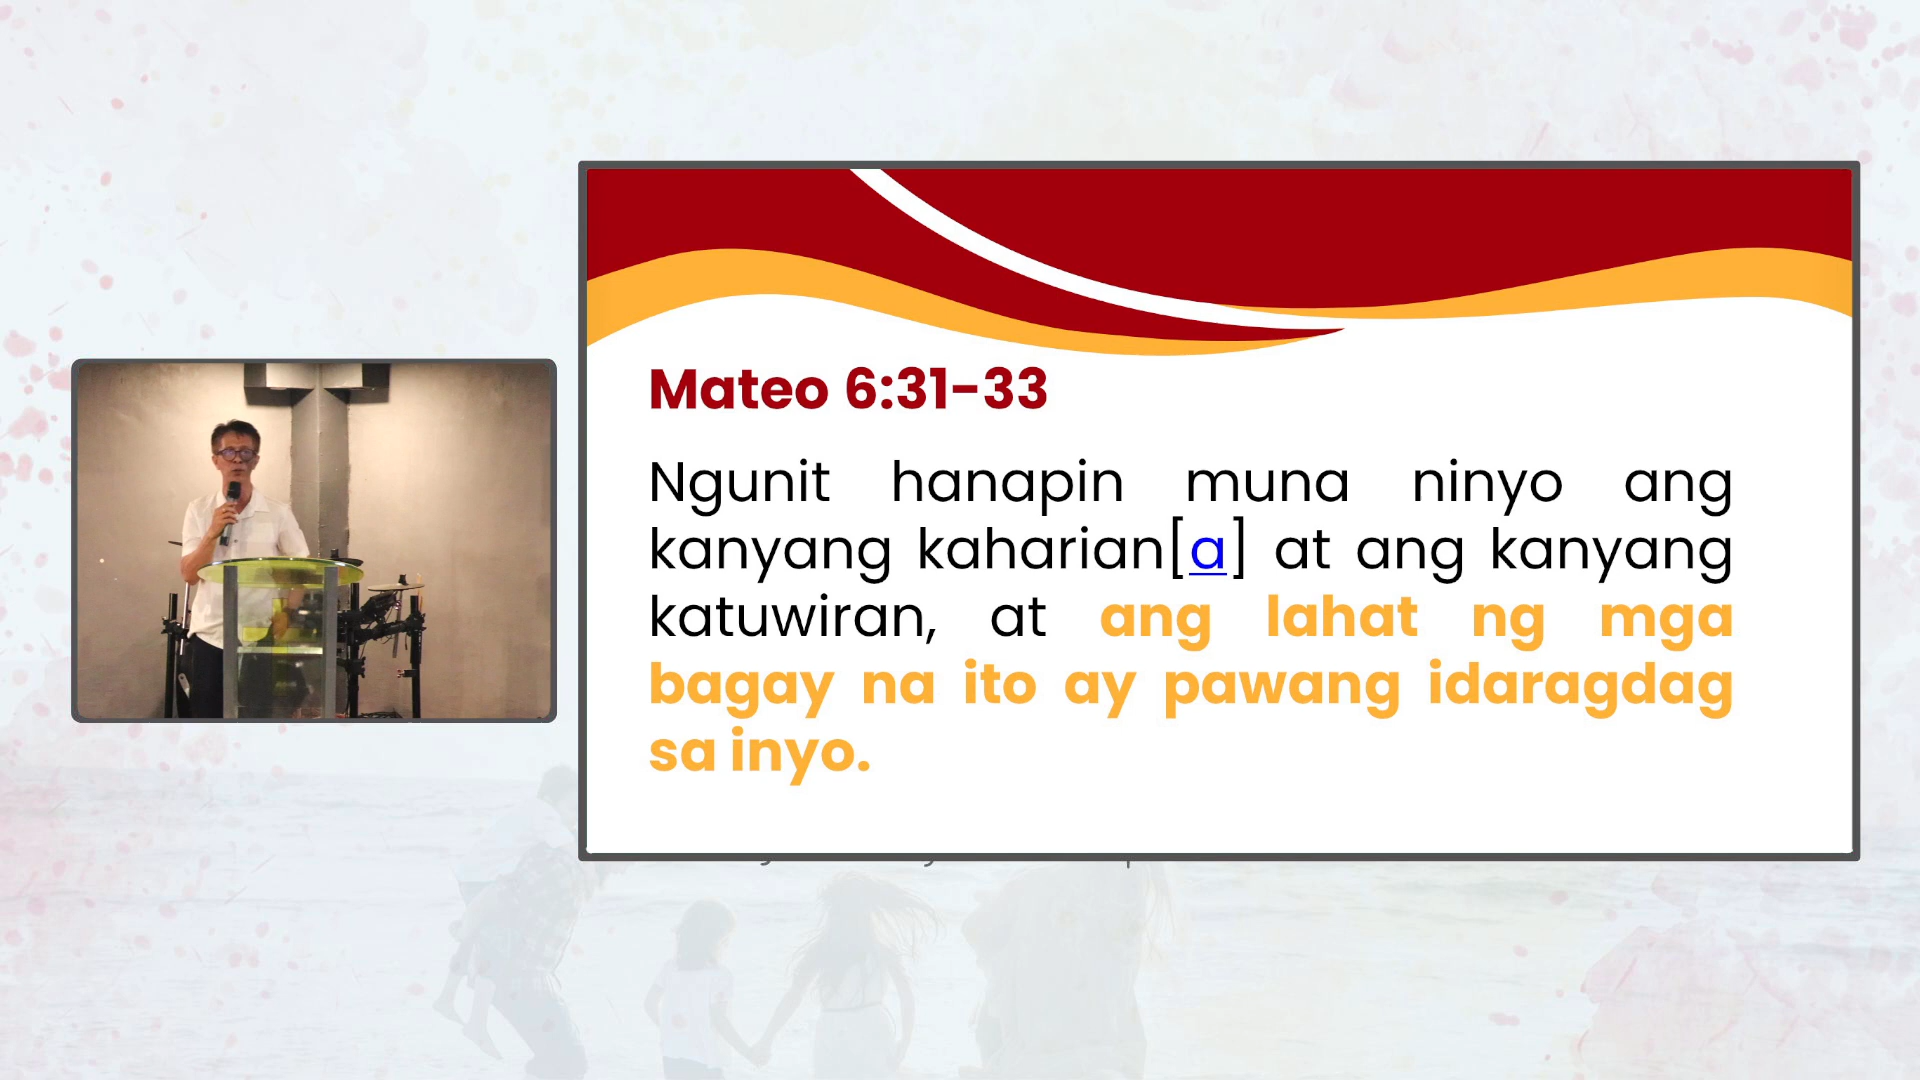 Mateo 6:31-33
Ngunit hanapin muna ninyo ang
kanyang kaharian[a] at ang kanyang
katuwiran, at ang lahat ng mga
bagay na ito ay pawang idaragdag
sa inyo.